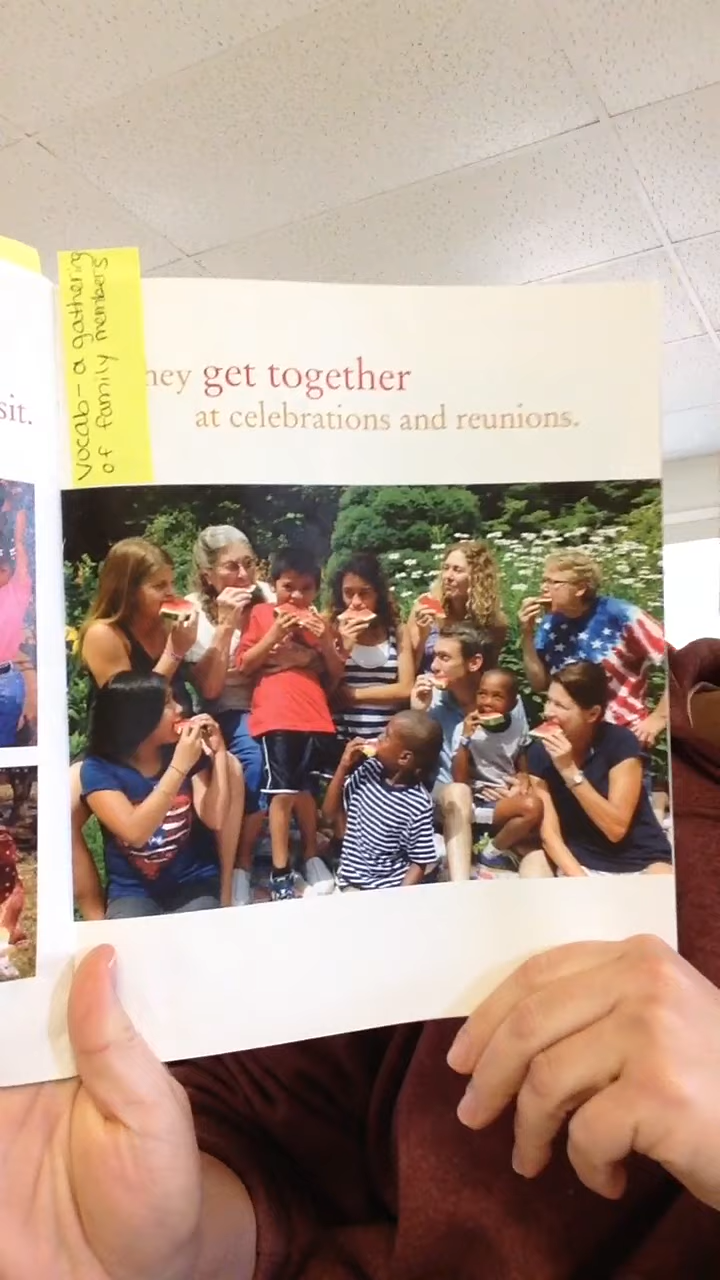 sit.
vocab- a gathering
of family members
hey get together
at celebrations and reunions.